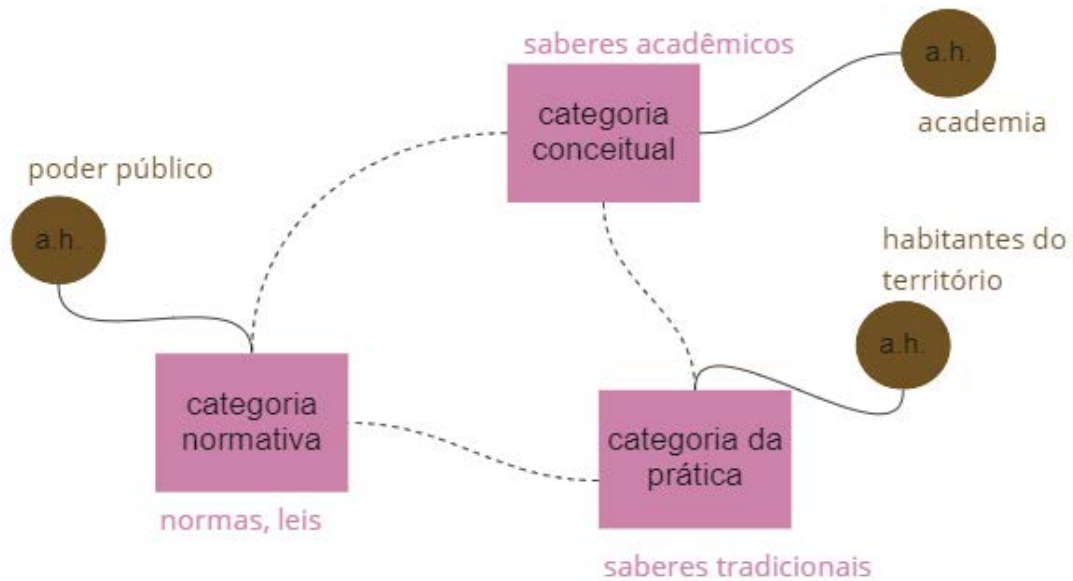 saberes acadêmicos
a.h.
academia
categoria
conceitual
poder público
a.h.
habitantes do
território
a.h.
categoria
normativa
normas, leis
categoria da
prática
saberes tradicionais